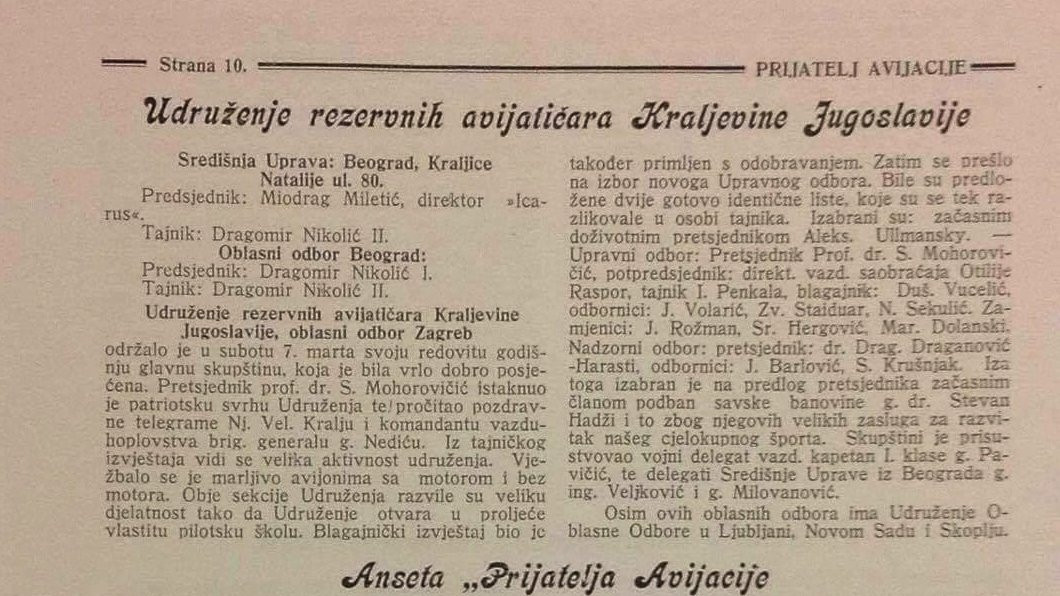 Strana 10.
PRIJATELJ AVIJACIJE
Udruženje rezervnih avijatičara Kraljevine Jugoslavije
Središnja Uprava: Beograd, Kraljice
Natalije ul. 80.
Predsjednik: Miodrag Miletić, direktor »Ica-
rus«.
Tajnik: Dragomir Nikolić II.
Oblasni odbor Beograd:
Predsjednik: Dragomir Nikolić I.
Tajnik: Dragomir Nikolić II.
Udruženje rezervnih avijatičara Kraljevine
Jugoslavije, oblasni odbor Zagreb
održalo je u subotu 7. marta svoju redovitu godiš-
nju glavnu skupštinu, koja je bila vrlo dobro posje-
ćena. Pretsjednik prof. dr. S. Mohorovičić istaknuo
je patriotsku svrhu Udruženja te pročitao pozdrav-
ne telegrame Nj. Vel. Kralju i komandantu vazdu-
hoplovstva brig. generalu g. Nediću. Iz tajničkog
izvještaja vidi se velika aktivnost udruženja. Vje-
žbalo se je marljivo avijonima sa motorom i bez
motora. Obje sekcije Udruženja razvile su veliku
djelatnost tako da Udruženje otvara u proljeće
vlastitu pilotsku školu. Blagajnički izvještaj bio je
također primljen s odobravanjem. Zatim se prešlo
na izbor novoga Upravnog odbora. Bile su predlo-
žene dvije gotovo identične liste, koje su se tek ra-
zlikovale u osobi tajnika. Izabrani su: začasnim
doživotnim pretsjednikom Aleks. Ullmansky. —
Upravni odbor: Pretsjednik Prof. dr. S. Mohorovi-
čić, potpredsjednik: direkt. vazd. saobraćaja Otilije
Raspor, tajnik I. Penkala, blagajnik: Duš. Vucelić,
odbornici: J. Volarić, Zv. Staiduar, N. Sekulić. Za-
mjenici: J. Rožman, Sr. Hergović, Mar. Dolanski.
Nadzorni odbor: pretsjednik: dr. Drag. Draganović
-Harasti, odbornici: J. Barlović, S. Krušnjak. Iza
toga izabran je na predlog pretsjednika začasnim
članom podban savske banovine g. dr. Stevan
Hadži i to zbog njegovih velikih zasluga za razvi-
tak našeg cjelokupnog športa. Skupštini je prisu-
stvovao vojni delegat vazd. kapetan I. klase g. Pa-
vičić, te delegati Središnje Uprave iz Beograda g.
ing. Veljković i g. Milovanović.
Osim ovih oblasnih odbora ima Udruženje O-
blasne Odbore u Ljubljani, Novom Sadu i Skoplju.
Anseta „Prijatelja Avijacije